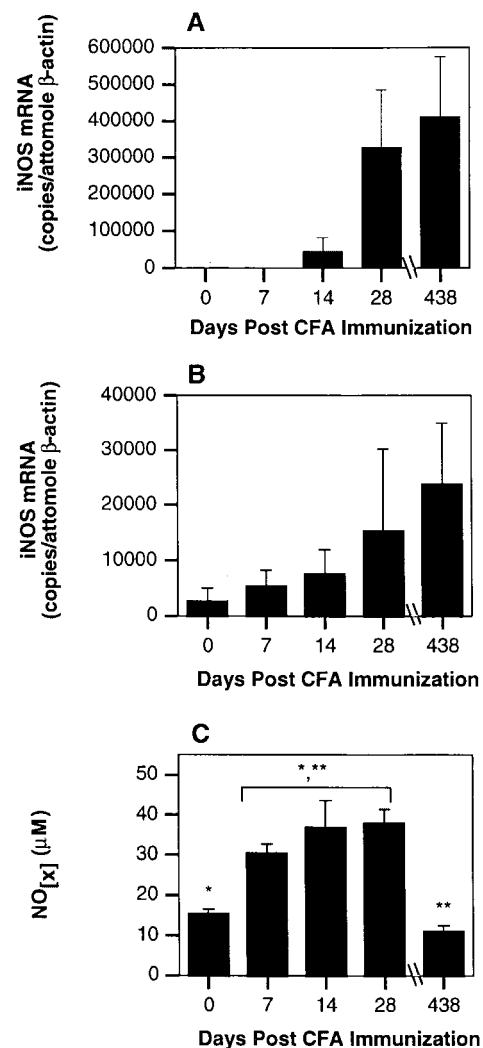 A
iNOS mRNA
(copies/attomole β-actin)
600000
500000
400000
300000
200000
100000
0
0 7 14 28 438
Days Post CFA Immunization
B
iNOS mRNA
(copies/attomole β-actin)
40000
30000
20000
10000
0
0 7 14 28 438
Days Post CFA Immunization
C
NO[x] (μM)
50
40
30
20
10
0
*,**
*
**
0 7 14 28 438
Days Post CFA Immunization